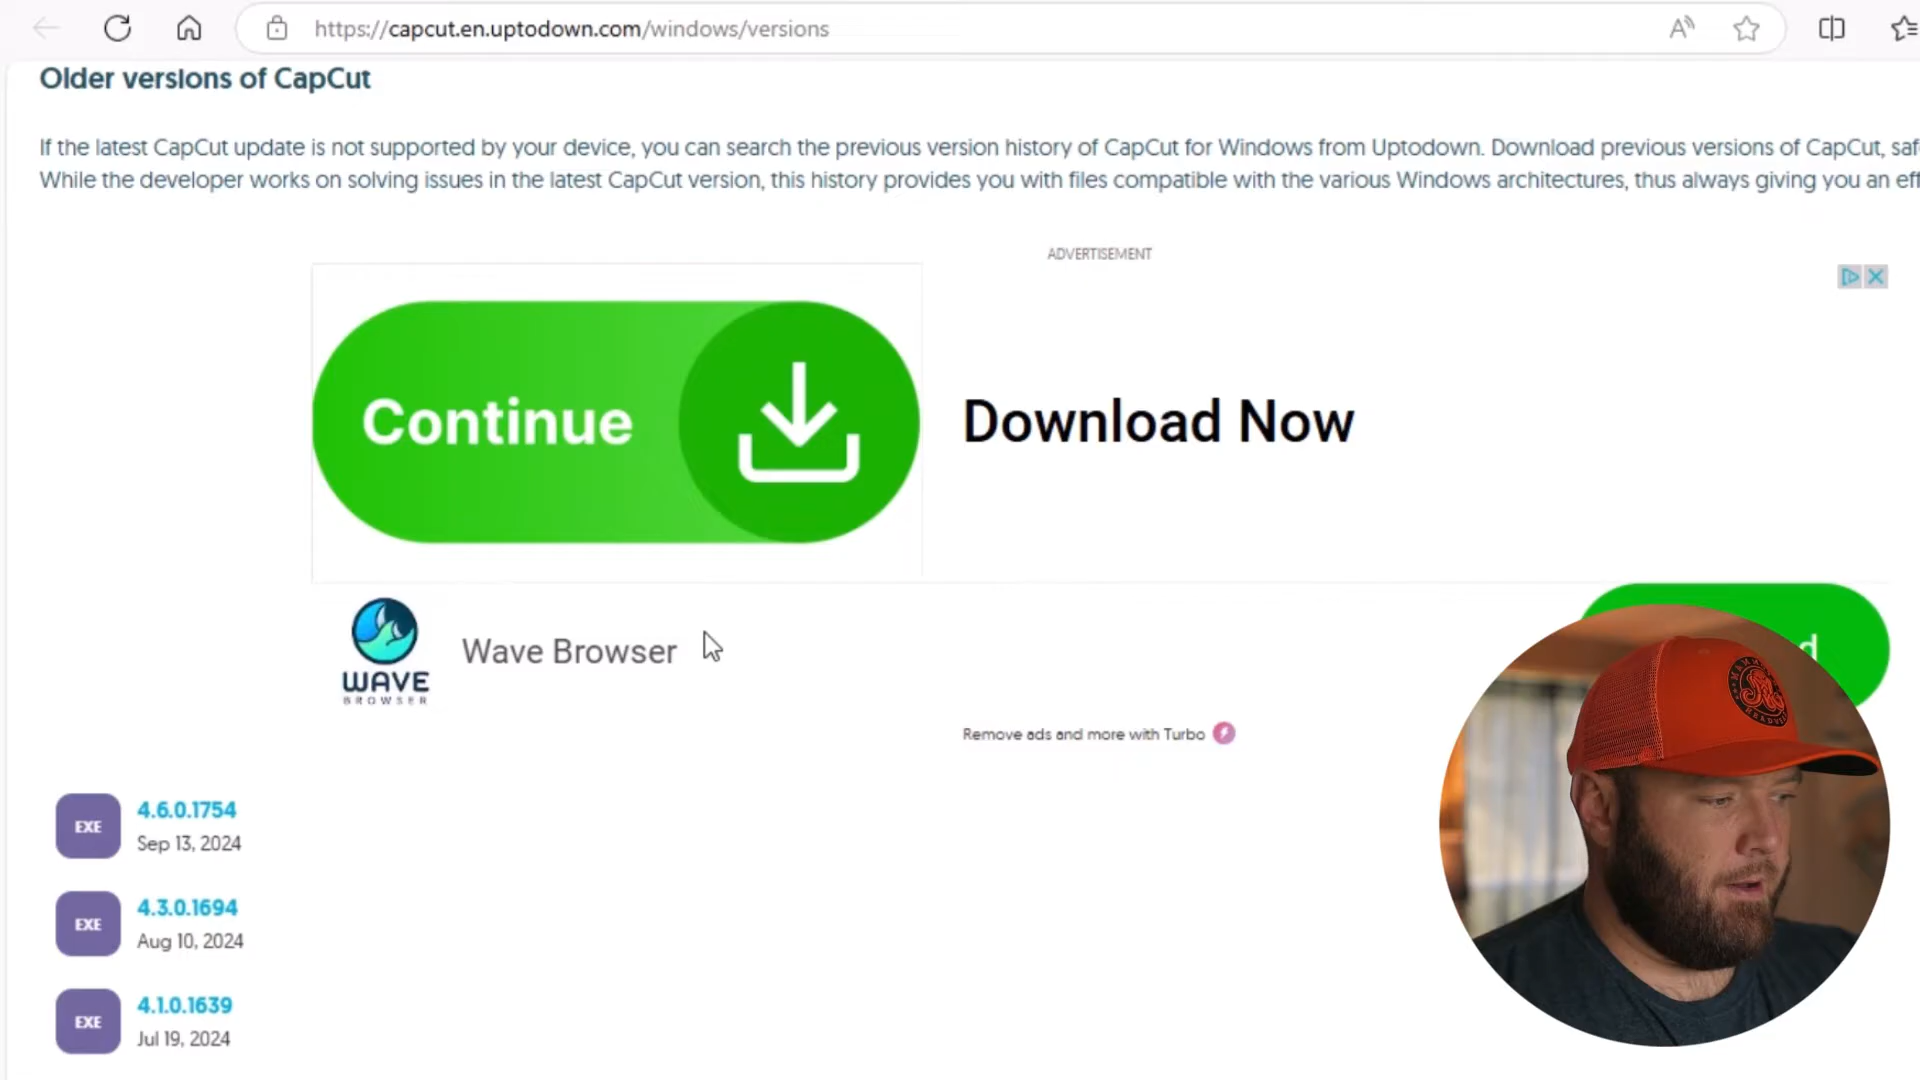 https://capcut.en.uptodown.com/windows/versions
Older versions of CapCut
If the latest CapCut update is not supported by your device, you can search the previous version history of CapCut for Windows from Uptodown. Download previous versions of CapCut,
While the developer works on solving issues in the latest CapCut version, this history provides you with files compatible with the various Windows architectures, thus always giving you an
ADVERTISEMENT
Continue
Download Now
WAVE
BROWSER
Wave Browser
Remove ads and more with Turbo
EXE
4.6.0.1754
Sep 13, 2024
EXE
4.3.0.1694
Aug 10, 2024
EXE
4.1.0.1639
Jul 19, 2024